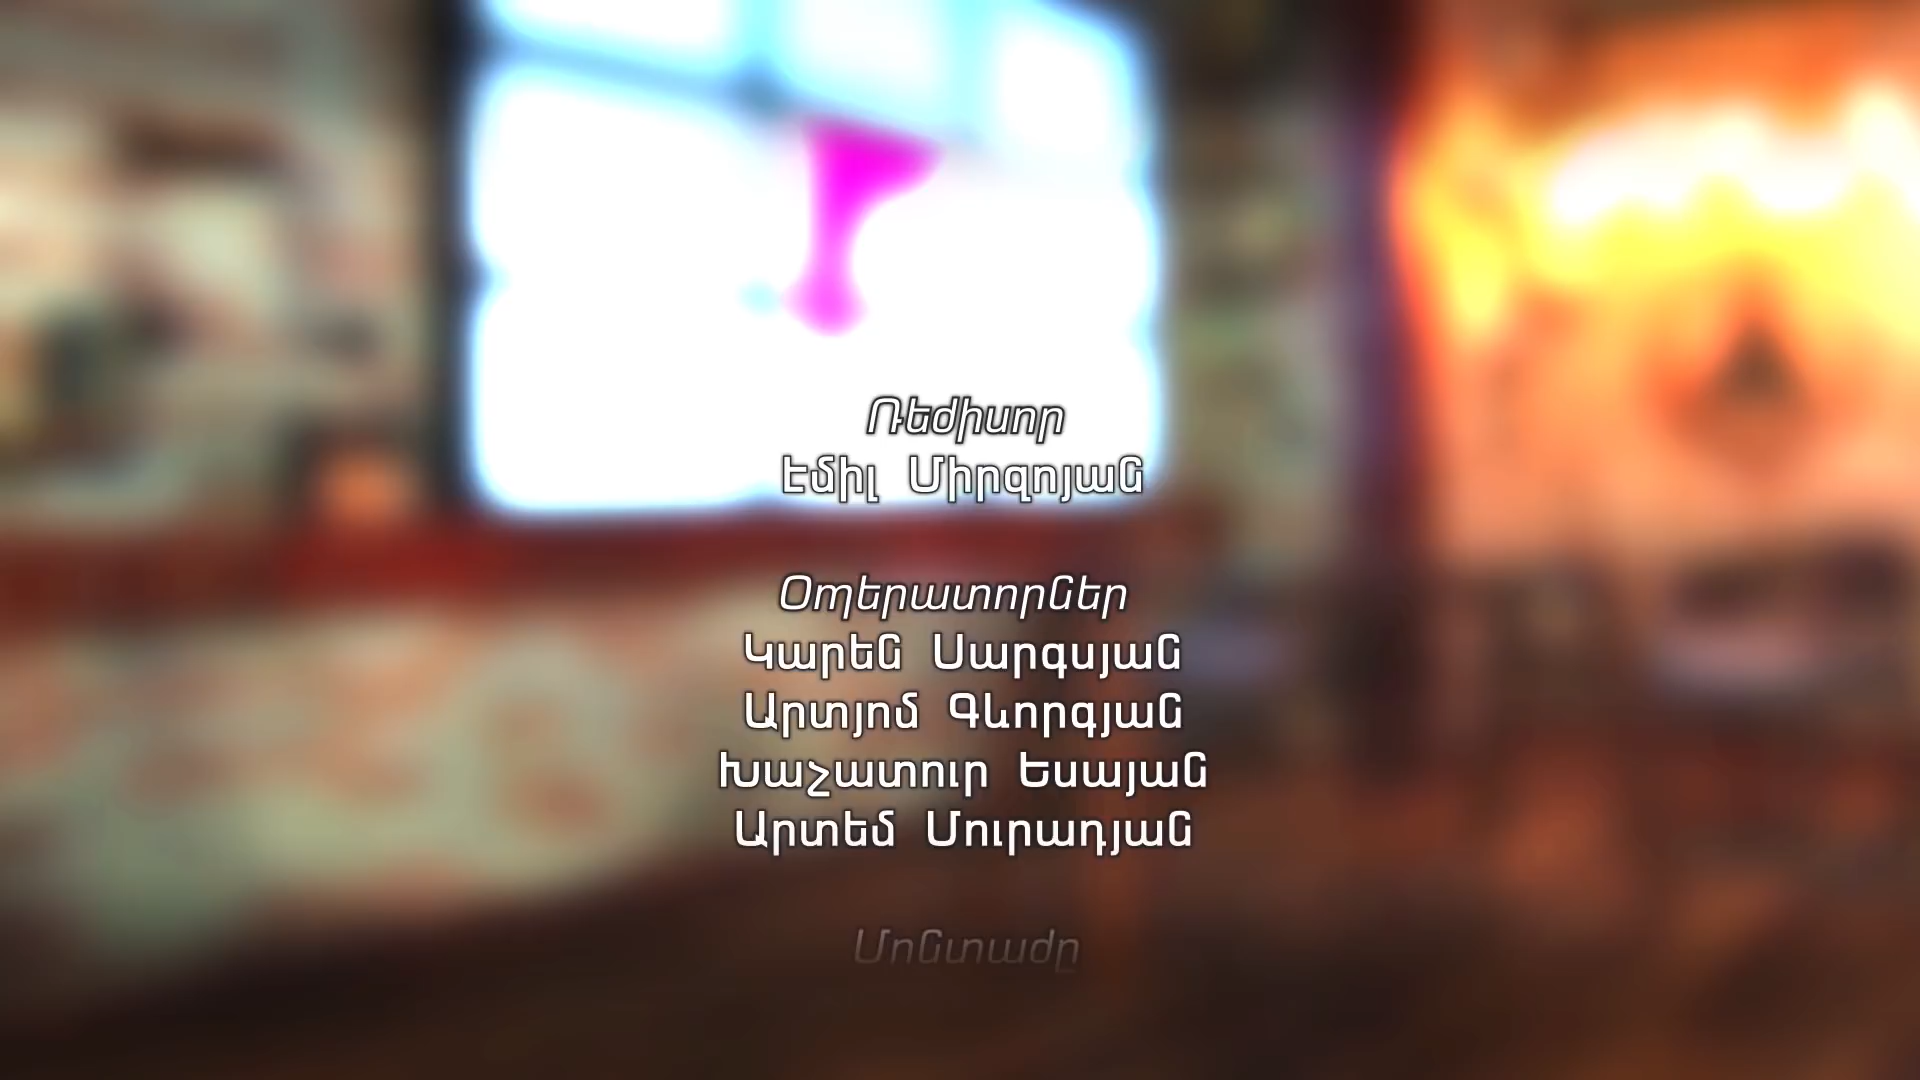 Ռեժիսոր
Էմիլ Միրզոյան
Օպերատորներ
Կարեն Սարգսյան
Արտյոմ Գևորգյան
Խաչատուր Եսայան
Արտեմ Մուրադյան
Մոնտաժը